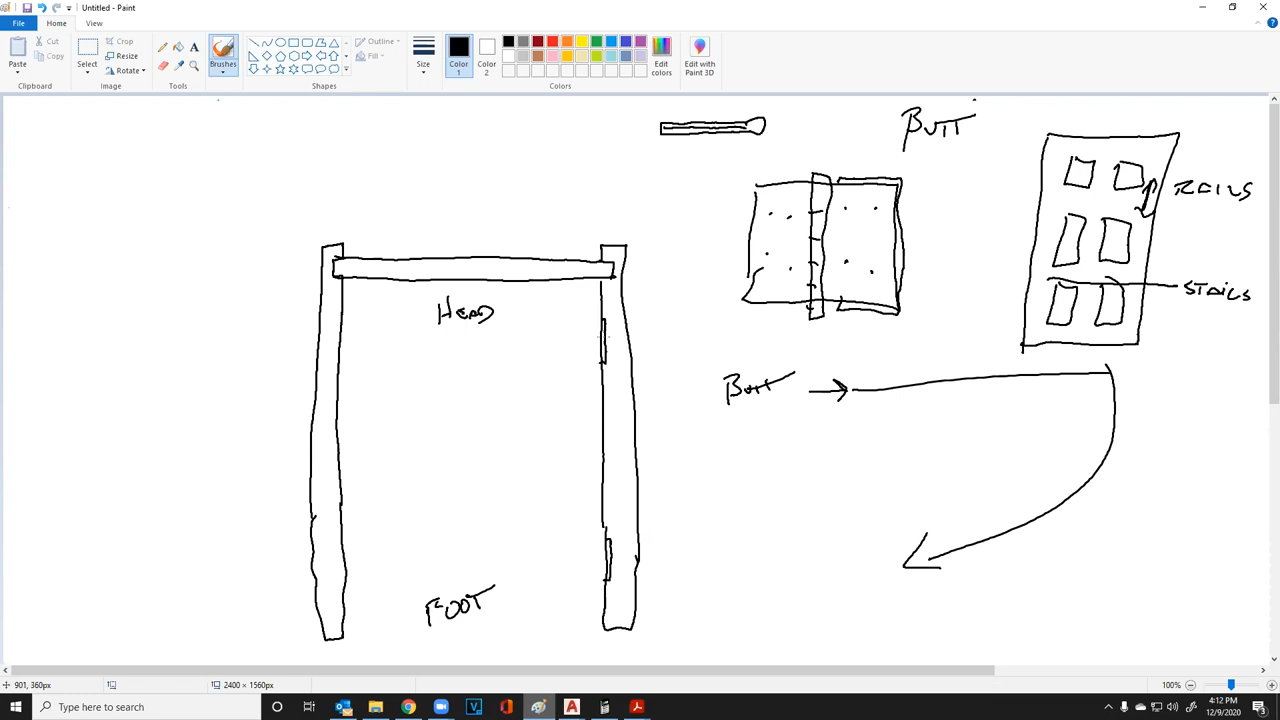 Untitled - Paint
File
Home
View
Paste
Cut
Copy
Clipboard
Select
Crop
Resize
Rotate
Image
Tools
Brushes
Outline
Fill
Shapes
Size
Color 1
Color 2
Edit colors
Colors
Edit with Paint 3D
BUTT
RAILS
STAILS
HEAD
BUTT
FOOT
901, 360px
2400 × 1560px
100%
Type here to search
4:12 PM
12/9/2020